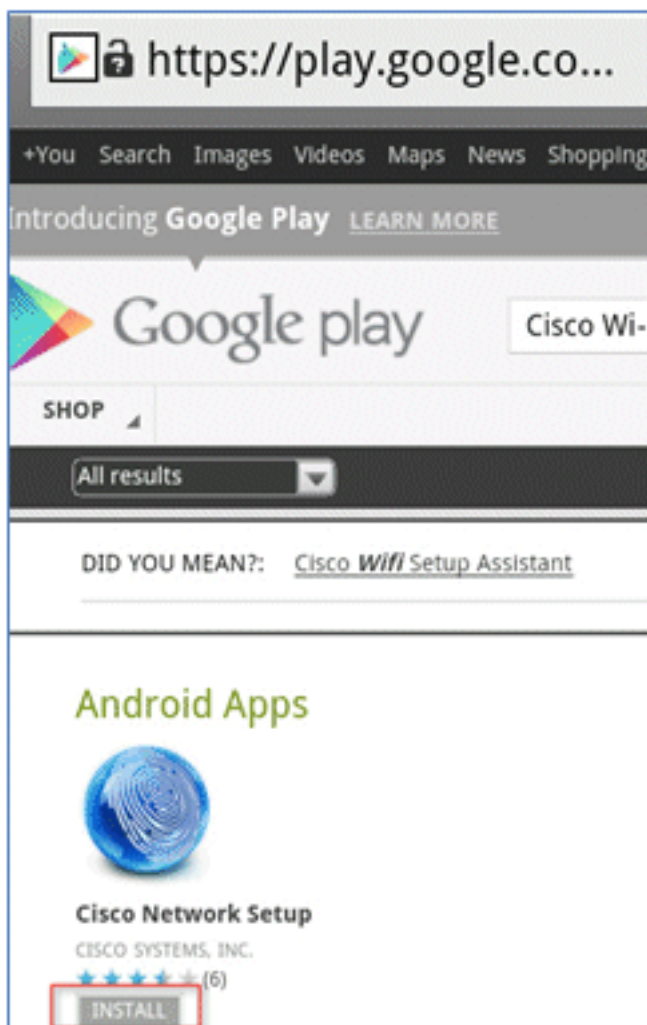 https://play.google.co...
+You Search Images Videos Maps News Shopping
Introducing Google Play LEARN MORE
Google play
Cisco Wi-
SHOP
All results
DID YOU MEAN?: Cisco Wifi Setup Assistant
Android Apps
Cisco Network Setup
CISCO SYSTEMS, INC.
(6)
INSTALL